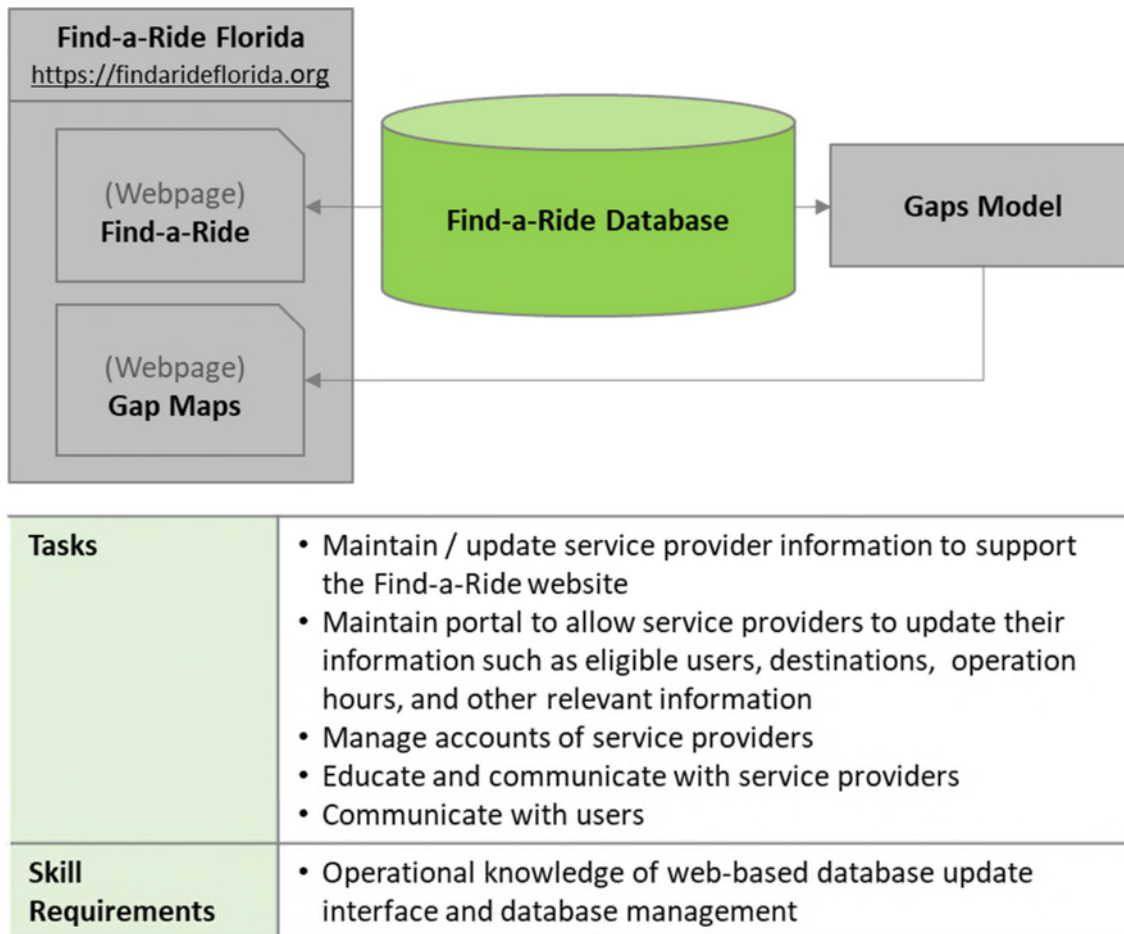 Find-a-Ride Florida
https://findarideflorida.org
(Webpage)
Find-a-Ride
Find-a-Ride Database
Gaps Model
(Webpage)
Gap Maps
Tasks
• Maintain / update service provider information to support
the Find-a-Ride website
• Maintain portal to allow service providers to update their
information such as eligible users, destinations, operation
hours, and other relevant information
• Manage accounts of service providers
• Educate and communicate with service providers
• Communicate with users
Skill
Requirements
• Operational knowledge of web-based database update
interface and database management